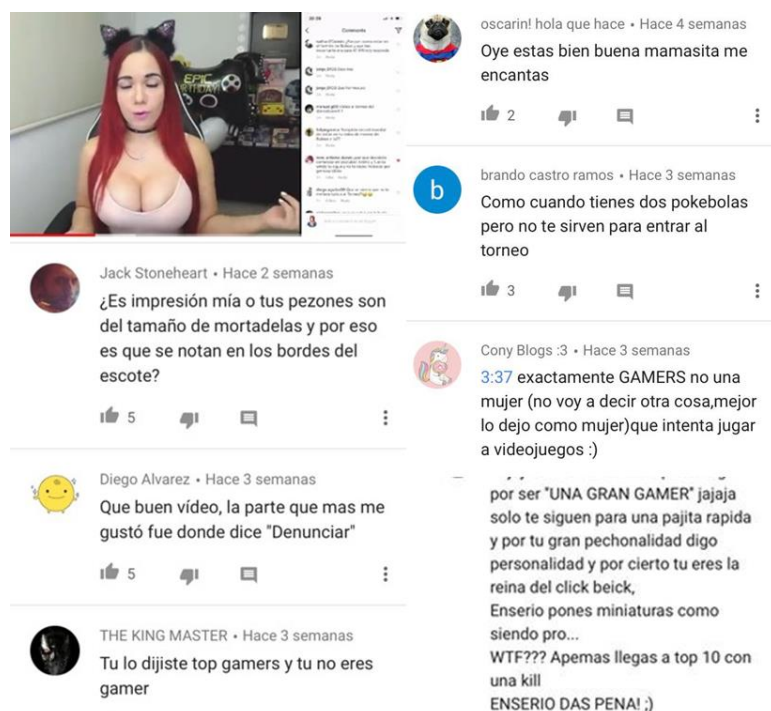 EPIC
Comments
Jack Stoneheart • Hace 2 semanas
¿Es impresión mía o tus pezones son
del tamaño de mortadelas y por eso
es que se notan en los bordes del
escote?
5
Diego Alvarez • Hace 3 semanas
Que buen vídeo, la parte que mas me
gustó fue donde dice "Denunciar"
5
THE KING MASTER • Hace 3 semanas
Tu lo dijiste top gamers y tu no eres
gamer
oscarin! hola que hace • Hace 4 semanas
Oye estas bien buena mamasita me
encantas
2
b
brando castro ramos • Hace 3 semanas
Como cuando tienes dos pokebolas
pero no te sirven para entrar al
torneo
3
Cony Blogs :3 • Hace 3 semanas
3:37 exactamente GAMERS no una
mujer (no voy a decir otra cosa,mejor
lo dejo como mujer)que intenta jugar
a videojuegos :)
por ser "UNA GRAN GAMER" jajaja
solo te siguen para una pajita rapida
y por tu gran pechonalidad digo
personalidad y por cierto tu eres la
reina del click beick,
Enserio pones miniaturas como
siendo pro...
WTF??? Apemas llegas a top 10 con
una kill
ENSERIO DAS PENA! ;)